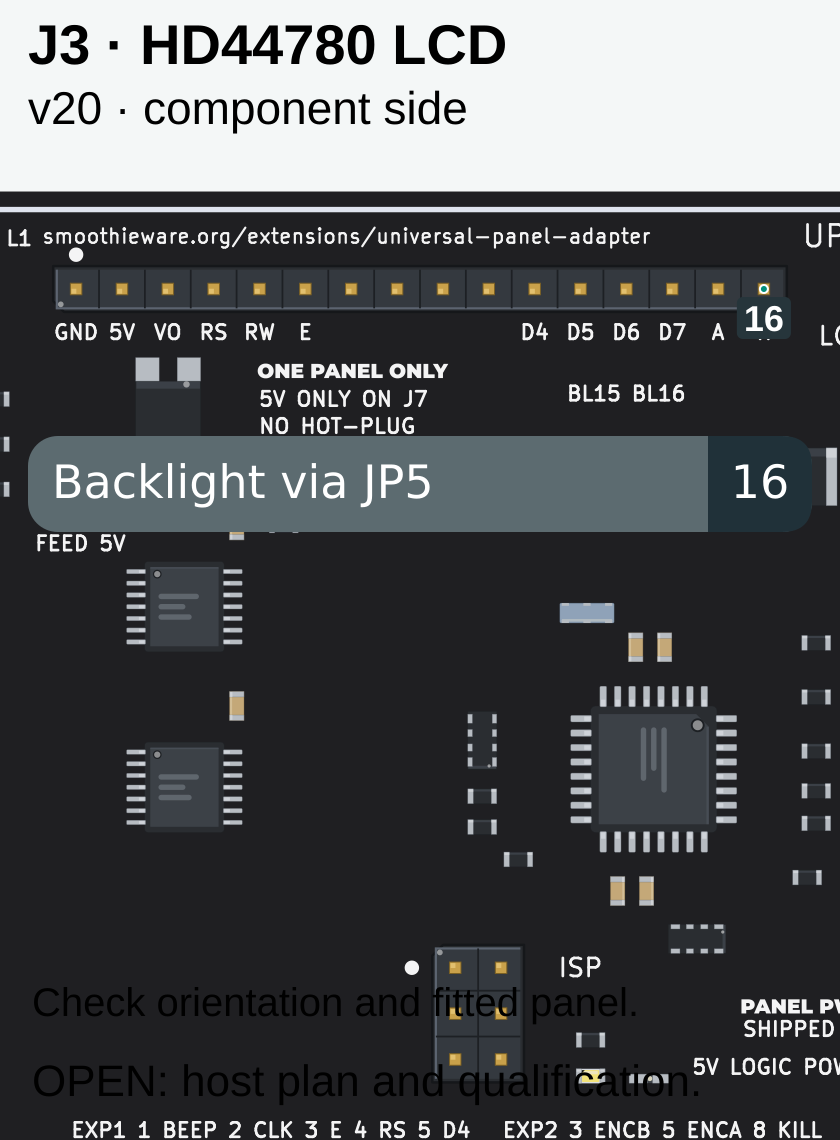 J3 · HD44780 LCD
v20 · component side
L1 smoothieware.org/extensions/universal-panel-adapter
GND 5V VO RS RW E D4 D5 D6 D7 A
16
ONE PANEL ONLY
5V ONLY ON J7
NO HOT-PLUG
BL15 BL16
Backlight via JP5 16
FEED 5V
ISP
Check orientation and fitted panel.
SHIPPED
5V LOGIC
OPEN: host plan and qualification.
EXP1 1 BEEP 2 CLK 3 E 4 RS 5 D4 EXP2 3 ENCB 5 ENCA 8 KILL